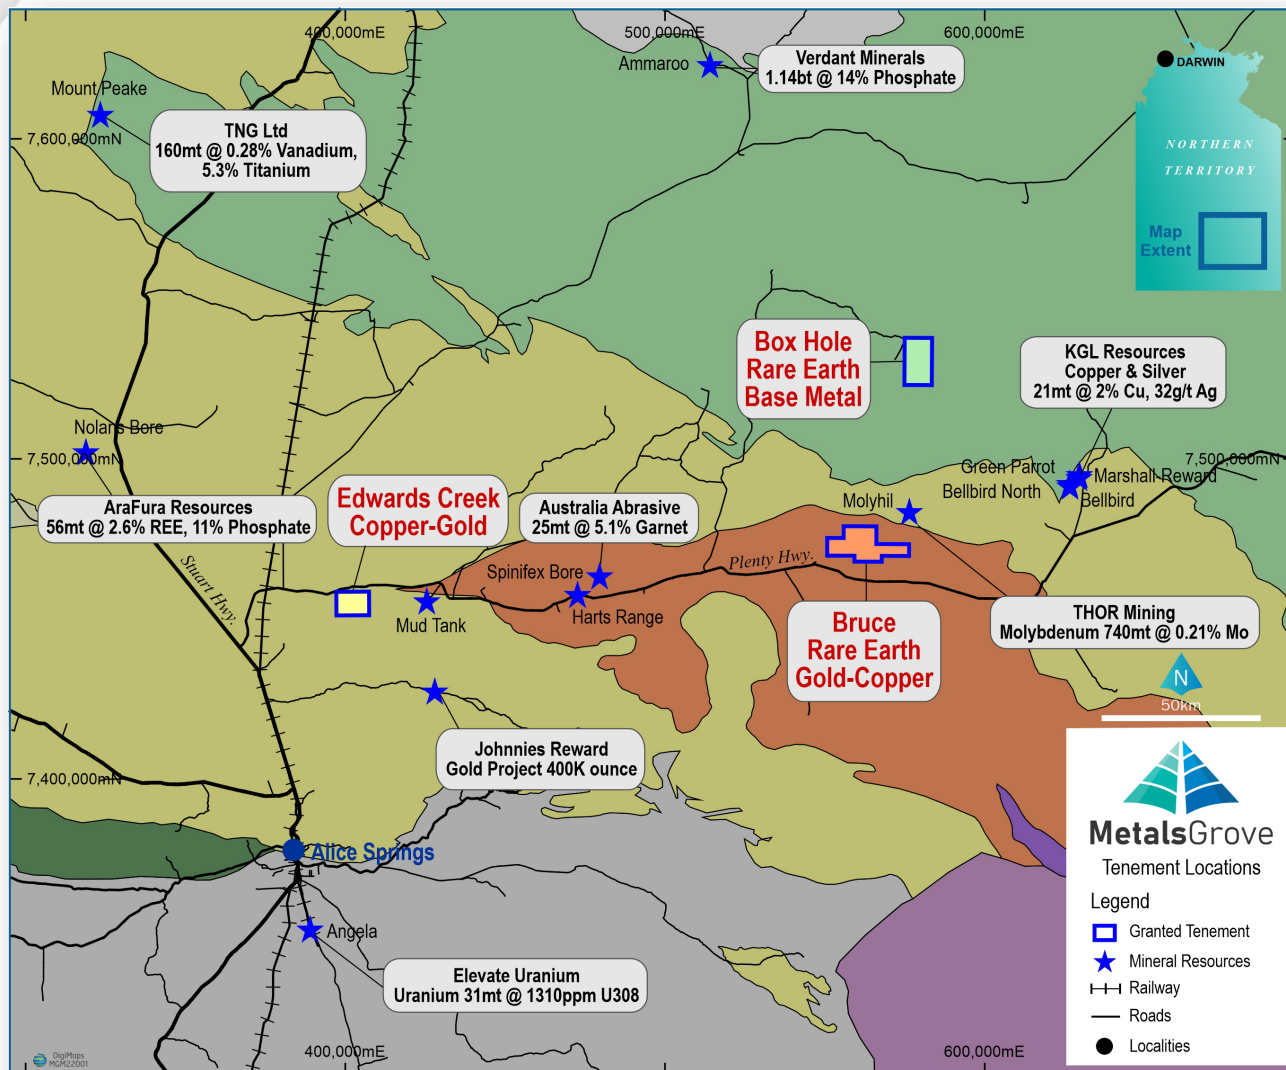 400,000mE
500,000mE
600,000mE
Mount Peake
7,600,000mN
TNG Ltd
160mt @ 0.28% Vanadium,
5.3% Titanium
Ammaroo
Verdant Minerals
1.14bt @ 14% Phosphate
DARWIN
NORTHERN
TERRITORY
Map
Extent
Box Hole
Rare Earth
Base Metal
KGL Resources
Copper & Silver
21mt @ 2% Cu, 32g/t Ag
Nolans Bore
7,500,000mN
7,500,000mN
Green Parrot
Marshall-Reward
Bellbird North
Bellbird
Molyhil
AraFura Resources
56mt @ 2.6% REE, 11% Phosphate
Edwards Creek
Copper-Gold
Australia Abrasive
25mt @ 5.1% Garnet
Stuart Hwy.
Plenty Hwy.
Spinifex Bore
Mud Tank
Harts Range
Bruce
Rare Earth
Gold-Copper
THOR Mining
Molybdenum 740mt @ 0.21% Mo
N
50km
Johnnies Reward
Gold Project 400K ounce
7,400,000mN
Alice Springs
Angela
Elevate Uranium
Uranium 31mt @ 1310ppm U308
MetalsGrove
Tenement Locations
Legend
Granted Tenement
Mineral Resources
Railway
Roads
Localities
DigiMaps
MGM22001
400,000mE
600,000mE